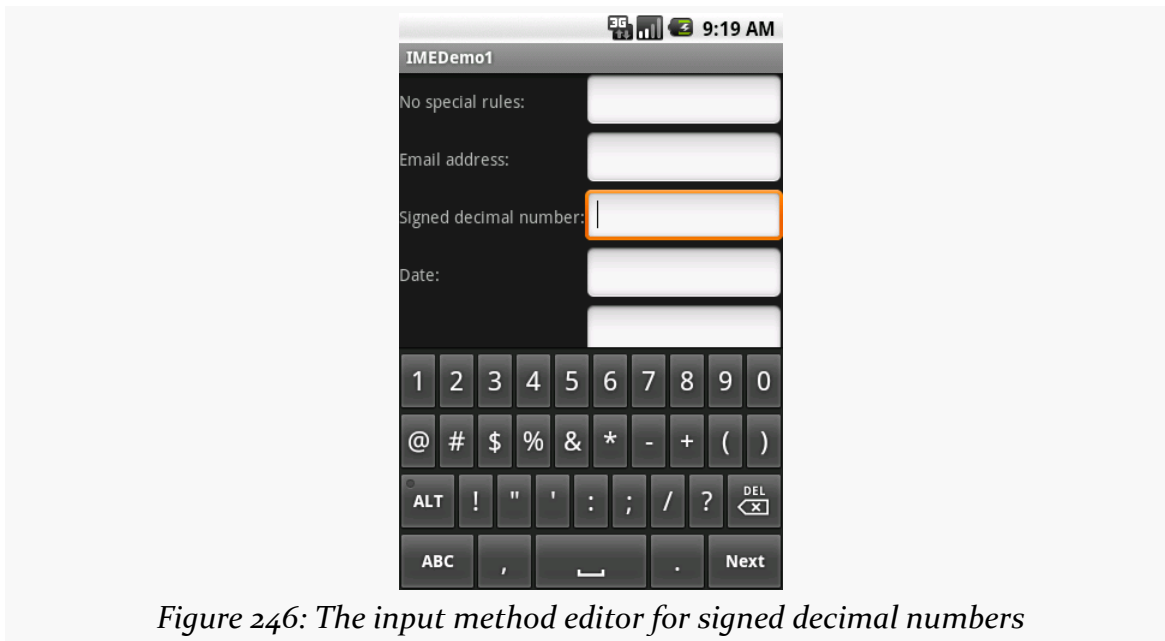 3G 9:19 AM
IMEDemo1
No special rules:
Email address:
Signed decimal number:
Date:
1 2 3 4 5 6 7 8 9 0
@ # $ % & * - + ( )
ALT ! " ' : ; / ? DEL
ABC , . Next
Figure 246: The input method editor for signed decimal numbers